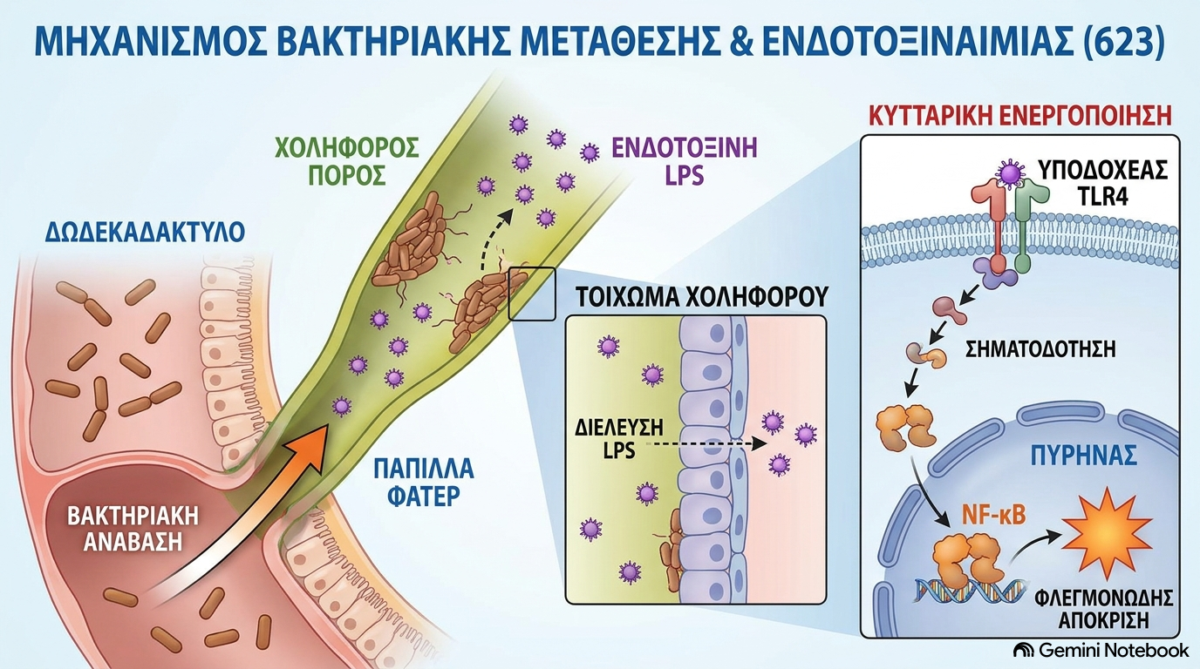 ΜΗΧΑΝΙΣΜΟΣ ΒΑΚΤΗΡΙΑΚΗΣ ΜΕΤΑΘΕΣΗΣ & ΕΝΔΟΤΟΞΙΝΑΙΜΙΑΣ (623)
ΧΟΛΗΦΟΡΟΣ
ΠΟΡΟΣ
ΕΝΔΟΤΟΞΙΝΗ
LPS
ΔΩΔΕΚΑΔΑΚΤΥΛΟ
ΠΑΠΙΛΛΑ
ΦΑΤΕΡ
ΒΑΚΤΗΡΙΑΚΗ
ΑΝΑΒΑΣΗ
ΤΟΙΧΩΜΑ ΧΟΛΗΦΟΡΟΥ
ΔΙΕΛΕΥΣΗ
LPS
ΚΥΤΤΑΡΙΚΗ ΕΝΕΡΓΟΠΟΙΗΣΗ
ΥΠΟΔΟΧΕΑΣ
TLR4
ΣΗΜΑΤΟΔΟΤΗΣΗ
ΠΥΡΗΝΑΣ
NF-κB
ΦΛΕΓΜΟΝΩΔΗΣ
ΑΠΟΚΡΙΣΗ
Gemini Notebook